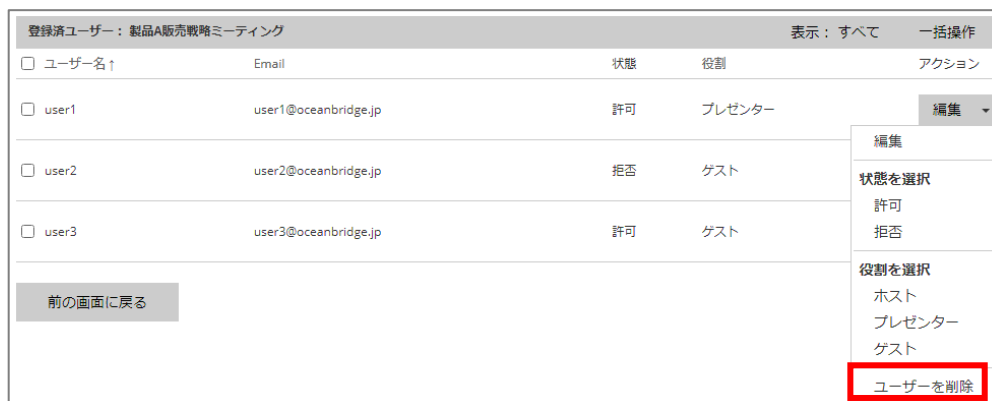 登録済ユーザー： 製品A販売戦略ミーティング 表示： すべて 一括操作
ユーザー名↑ Email 状態 役割 アクション
user1 user1@oceanbridge.jp 許可 プレゼンター 編集
user2 user2@oceanbridge.jp 拒否 ゲスト
user3 user3@oceanbridge.jp 許可 ゲスト
編集
状態を選択
許可
拒否
役割を選択
ホスト
プレゼンター
ゲスト
ユーザーを削除
前の画面に戻る